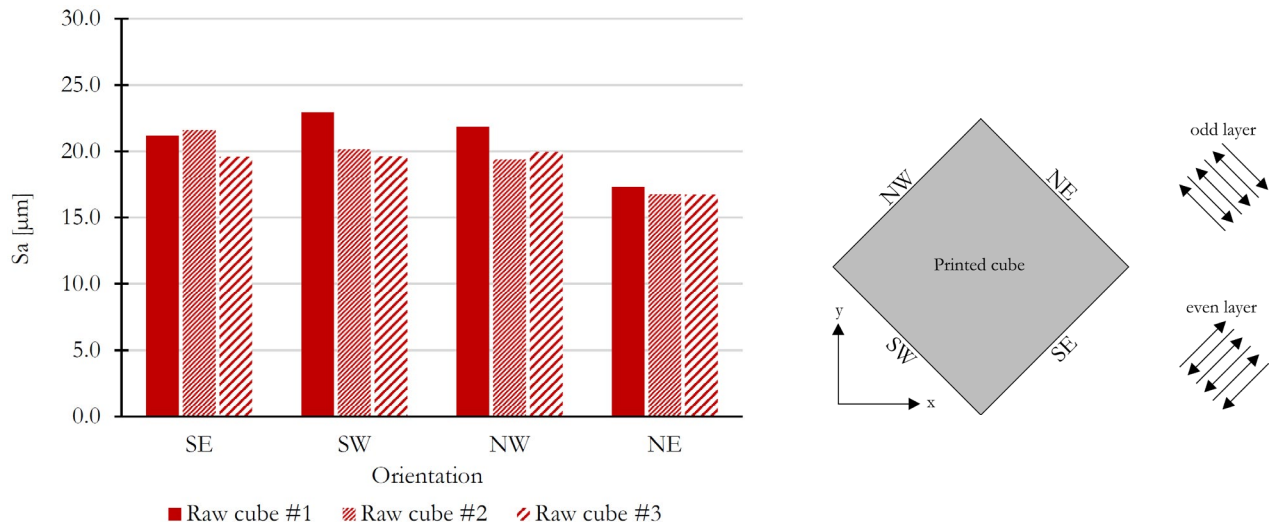 30.0
25.0
20.0
15.0
10.0
5.0
0.0
Sa [µm]
SE SW NW NE
Orientation
Raw cube #1 Raw cube #2 Raw cube #3
NW
NE
Printed cube
SW
SE
y
x
odd layer
even layer